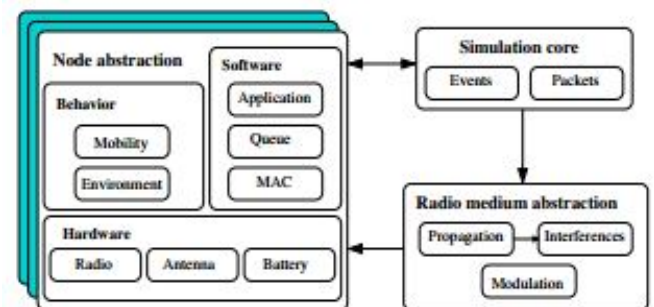 Node abstraction
Behavior
Mobility
Environment
Software
Application
Queue
MAC
Hardware
Radio
Antenna
Battery
Simulation core
Events
Packets
Radio medium abstraction
Propagation
Interferences
Modulation